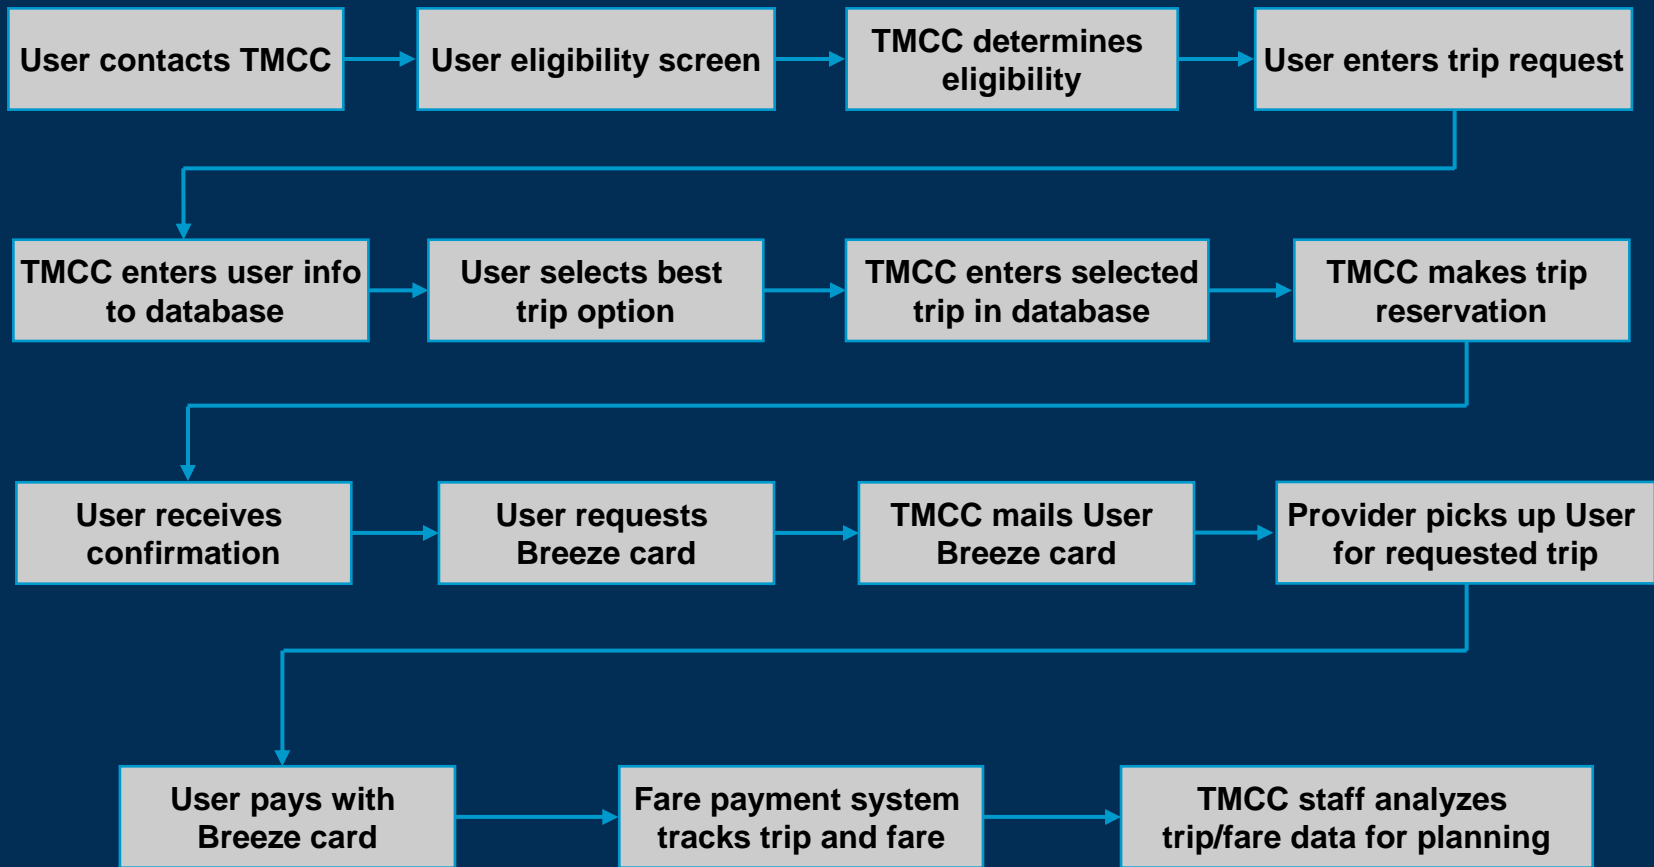 User contacts TMCC
User eligibility screen
TMCC determines
eligibility
User enters trip request
TMCC enters user info
to database
User selects best
trip option
TMCC enters selected
trip in database
TMCC makes trip
reservation
User receives
confirmation
User requests
Breeze card
TMCC mails User
Breeze card
Provider picks up User
for requested trip
User pays with
Breeze card
Fare payment system
tracks trip and fare
TMCC staff analyzes
trip/fare data for planning